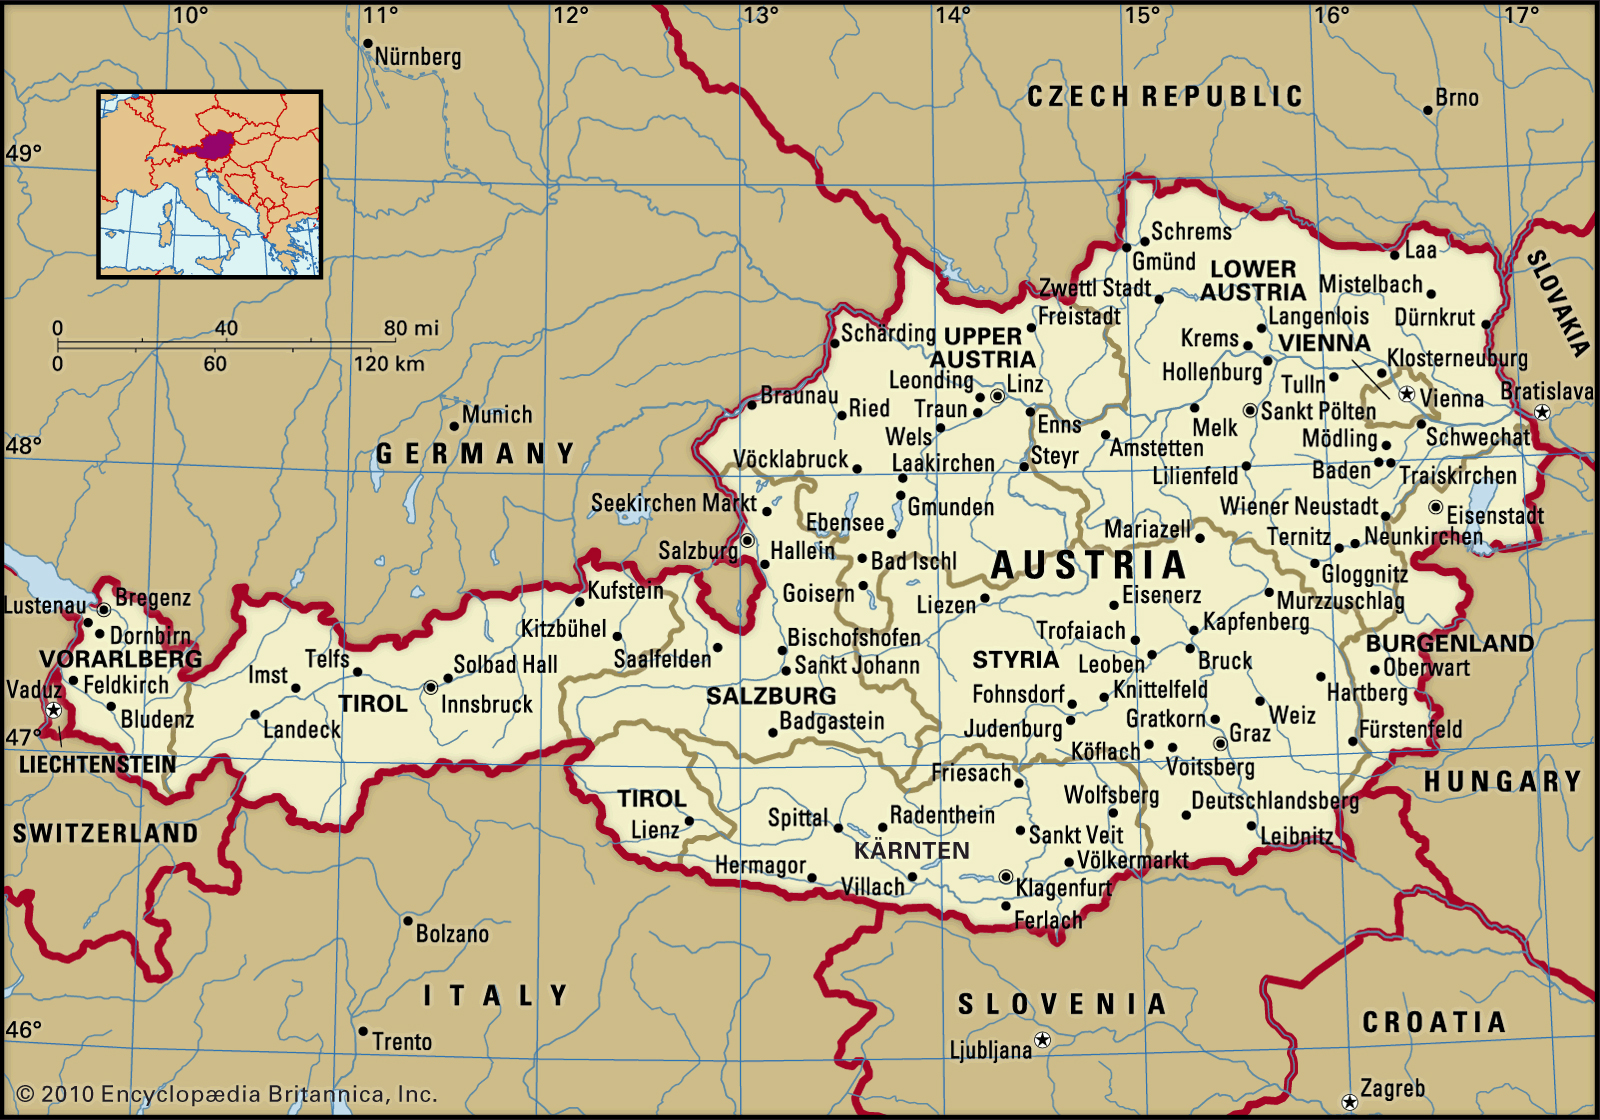 10°
11°
12°
13°
14°
15°
16°
17°
Nürnberg
CZECH REPUBLIC
Brno
49°
Schrems
Gmünd
Laa
SLOVAKIA
LOWER
AUSTRIA
Zwettl Stadt
Mistelbach
0
40
80 mi
0
60
120 km
Freistadt
Langenlois
Dürnkrut
Schärding
UPPER
AUSTRIA
Krems
VIENNA
Klosterneuburg
Hollenburg
Tulln
Leonding
Linz
Braunau
Ried
Traun
Enns
Melk
Sankt Pölten
Vienna
Bratislava
Munich
GERMANY
48°
Wels
Amstetten
Mödling
Schwechat
Vöcklabruck
Laakirchen
Steyr
Lilienfeld
Baden
Traiskirchen
Seekirchen Markt
Gmunden
Wiener Neustadt
Eisenstadt
Ebensee
Mariazell
Ternitz
Neunkirchen
Salzburg
Hallein
Bad Ischl
AUSTRIA
Gloggnitz
Goisern
Liezen
Eisenerz
Murzzuschlag
Kufstein
Lustenau
Bregenz
Dornbirn
Kitzbühel
Bischofshofen
Trofaiach
Kapfenberg
BURGENLAND
VORARLBERG
Telfs
Solbad Hall
Saalfelden
Sankt Johann
STYRIA
Leoben
Bruck
Oberwart
Vaduz
Feldkirch
Imst
TIROL
Innsbruck
SALZBURG
Fohnsdorf
Knittelfeld
Hartberg
Bludenz
Landeck
Badgastein
Judenburg
Gratkorn
Weiz
Graz
Fürstenfeld
47°
LIECHTENSTEIN
Köflach
Voitsberg
Friesach
HUNGARY
TIROL
Lienz
Wolfsberg
Deutschlandsberg
SWITZERLAND
Spittal
Radenthein
Sankt Veit
Leibnitz
KÄRNTEN
Hermagor
Villach
Völkermarkt
Klagenfurt
Ferlach
Bolzano
ITALY
SLOVENIA
CROATIA
46°
Trento
Ljubljana
Zagreb
© 2010 Encyclopædia Britannica, Inc.